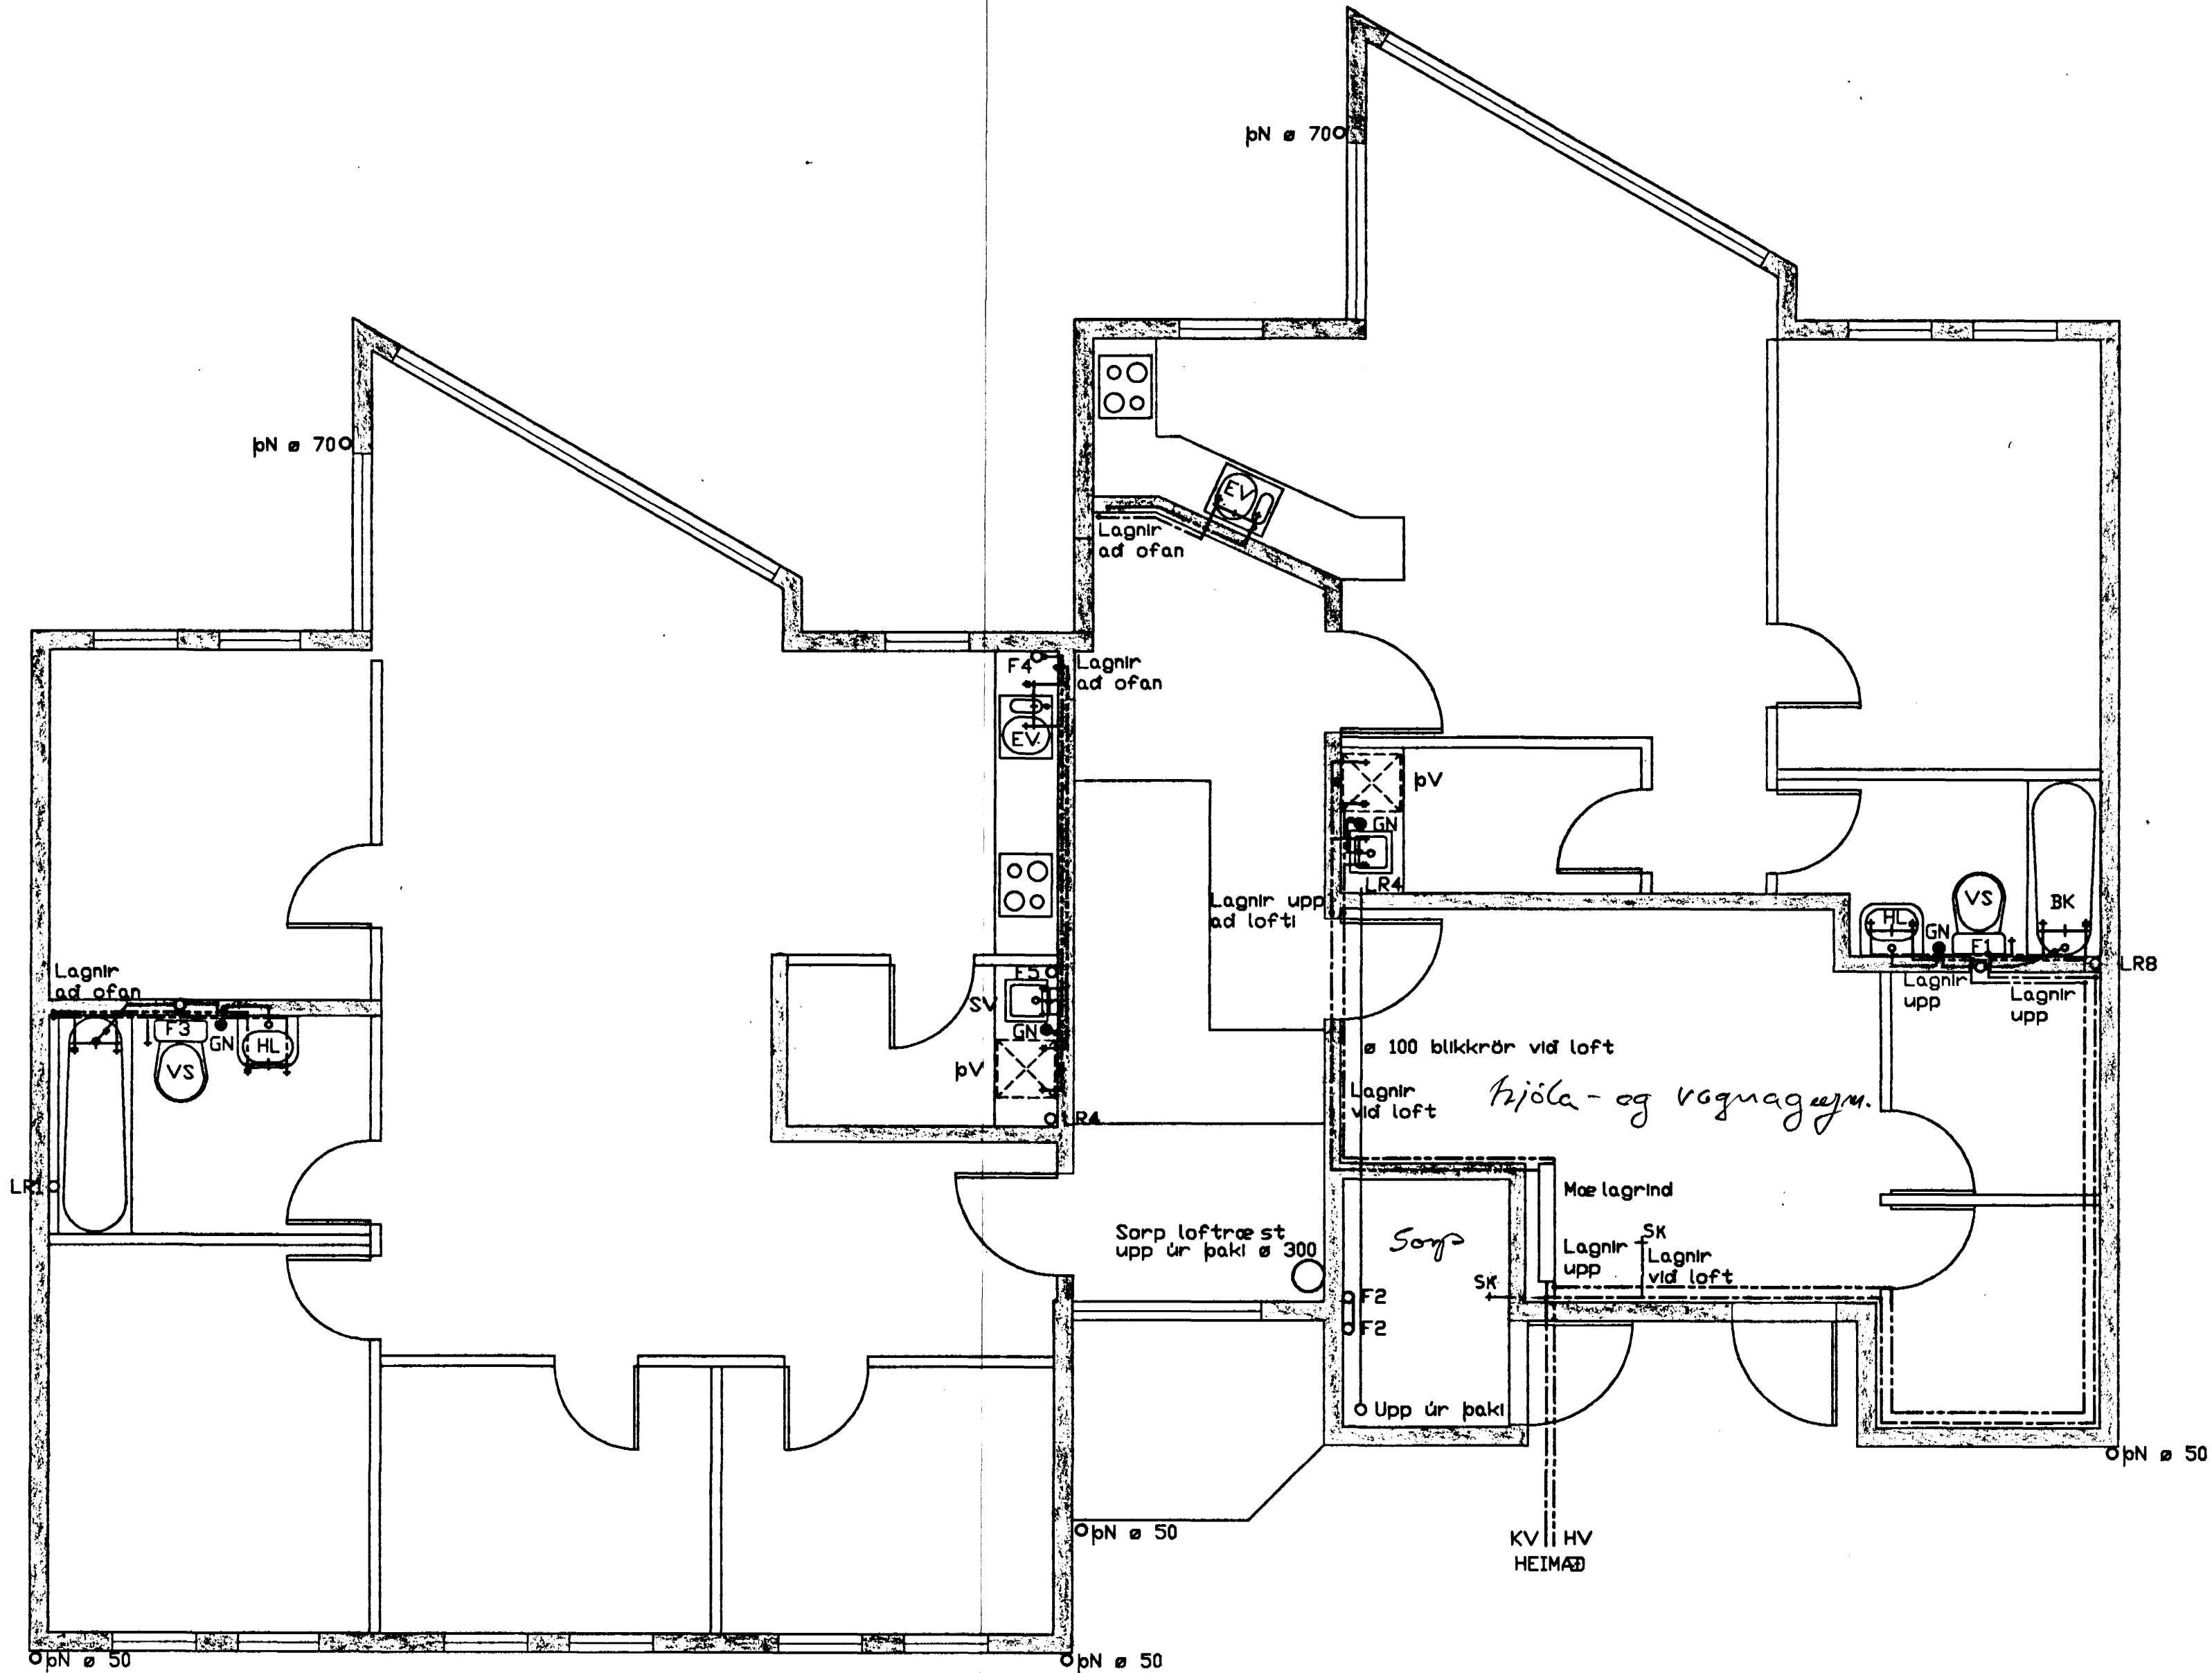 þN ø 70
þN ø 70
EV
Lagnir
að ofan
F4
Lagnir
að ofan
EV
þV
GN
LR4
Lagnir upp
að lofti
HL
GN
VS
F1
BK
LR8
Lagnir
upp
Lagnir
upp
Lagnir
að ofan
F3
GN
HL
VS
F5
SV
GN
þV
LR4
LR1
ø 100 blikkrör við loft
Lagnir
við loft
hjóla- og vagnageym.
Mælagrind
Sorp loftræst
upp úr þaki ø 300
Sorp
SK
Lagnir
upp
SK
Lagnir
við loft
F2
F2
Upp úr þaki
þN ø 50
þN ø 50
KV HV
HEIMÆÐ
þN ø 50
þN ø 50